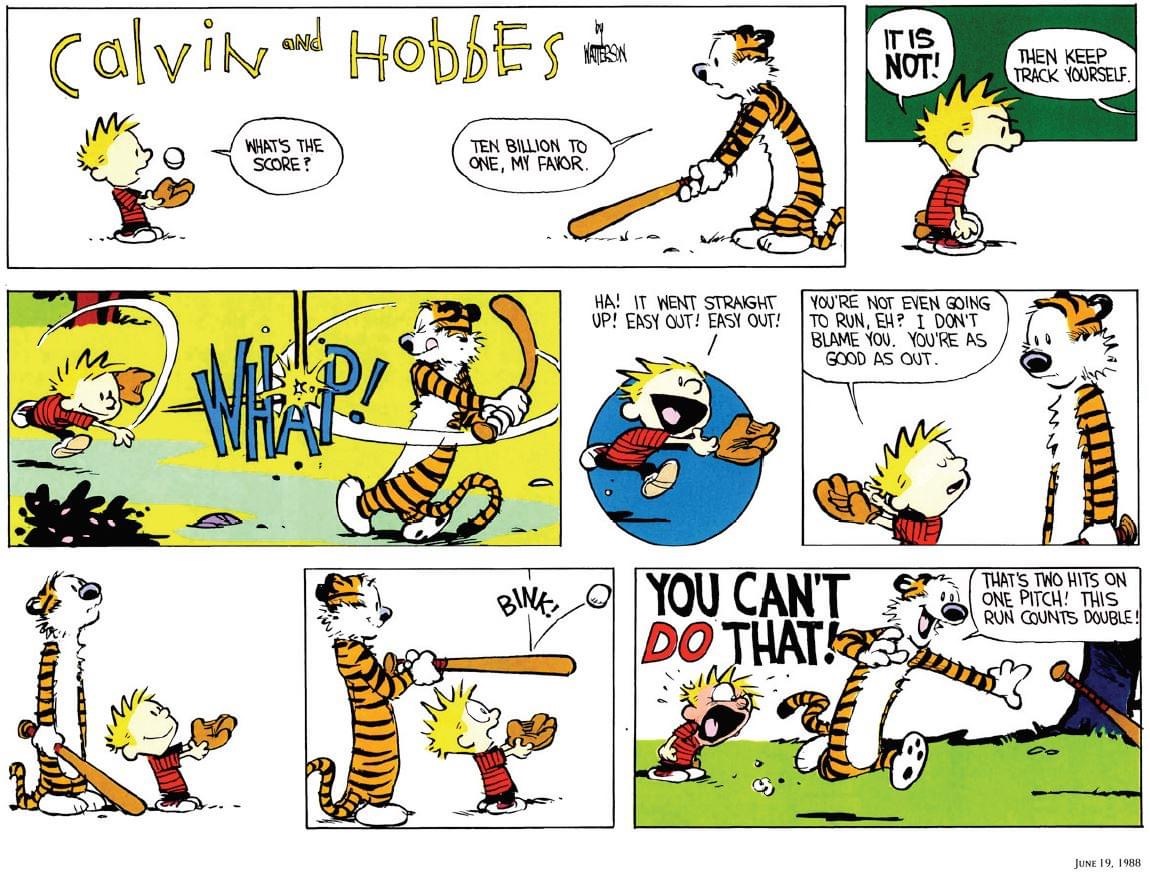 Calvin and Hobbes
by
WATTERSON
WHAT'S THE
SCORE?
TEN BILLION TO
ONE, MY FAVOR.
IT IS
NOT!
THEN KEEP
TRACK YOURSELF.
WHAP!
HA! IT WENT STRAIGHT
UP! EASY OUT! EASY OUT!
YOU'RE NOT EVEN GOING
TO RUN, EH? I DON'T
BLAME YOU. YOU'RE AS
GOOD AS OUT.
BINK!
YOU CAN'T
DO THAT!
THAT'S TWO HITS ON
ONE PITCH! THIS
RUN COUNTS DOUBLE!
JUNE 19, 1988